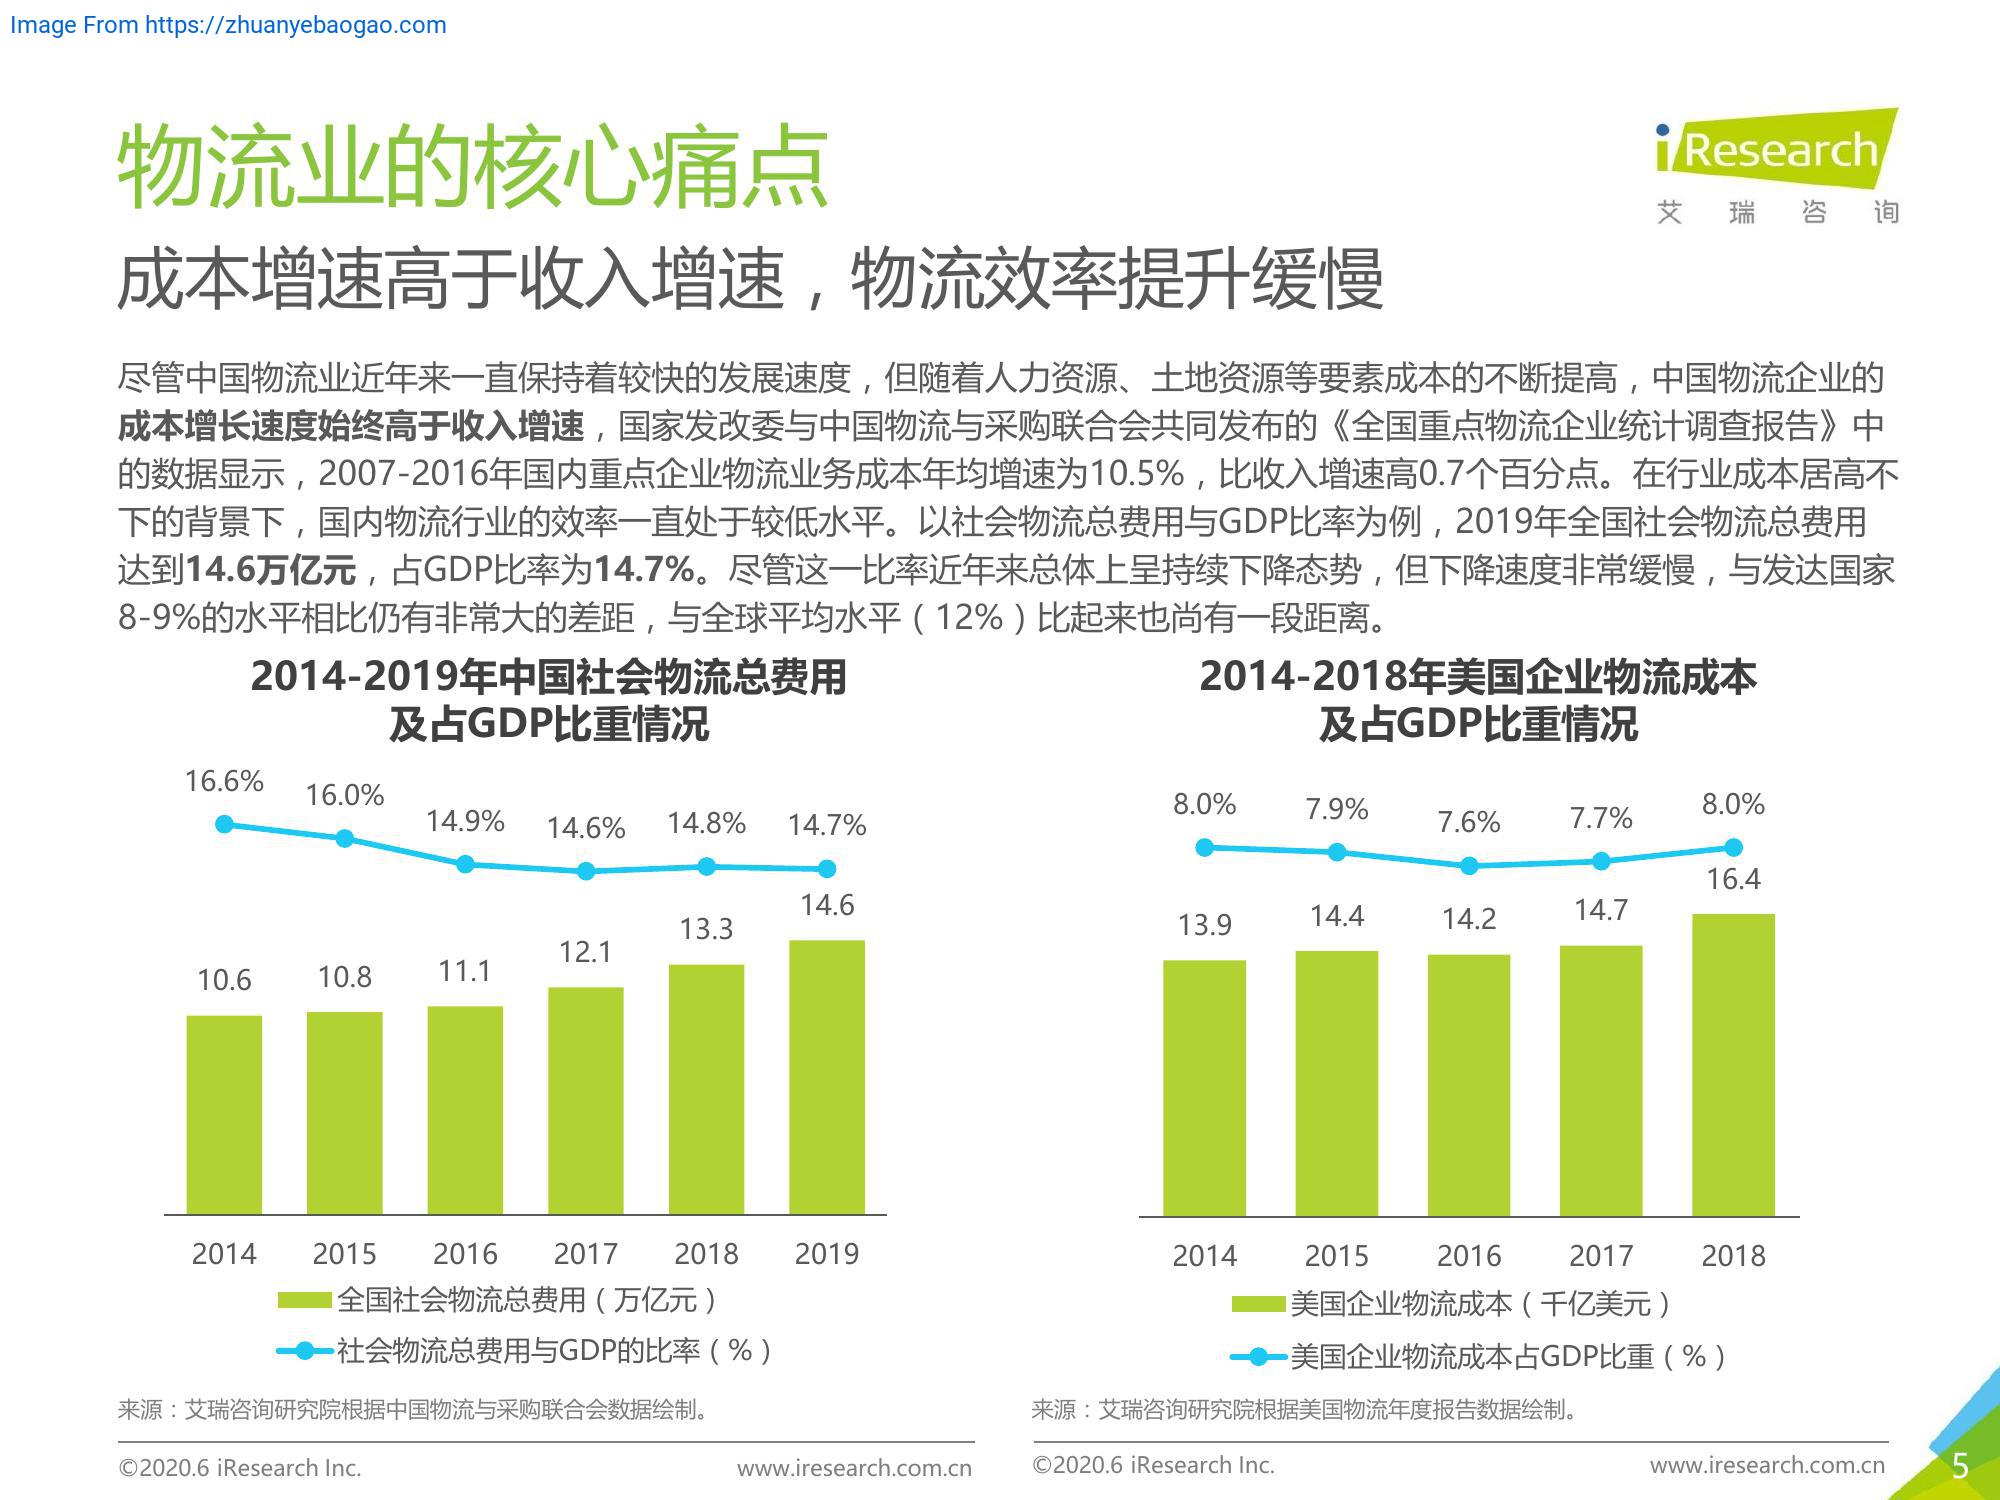 Image From https://zhuanyebaogao.com
物流业的核心痛点
iResearch
艾瑞咨询
成本增速高于收入增速，物流效率提升缓慢
尽管中国物流业近年来一直保持着较快的发展速度，但随着人力资源、土地资源等要素成本的不断提高，中国物流企业的
成本增长速度始终高于收入增速，国家发改委与中国物流与采购联合会共同发布的《全国重点物流企业统计调查报告》中
的数据显示，2007-2016年国内重点企业物流业务成本年均增速为10.5%，比收入增速高0.7个百分点。在行业成本居高不
下的背景下，国内物流行业的效率一直处于较低水平。以社会物流总费用与GDP比率为例，2019年全国社会物流总费用
达到14.6万亿元，占GDP比率为14.7%。尽管这一比率近年来总体上呈持续下降态势，但下降速度非常缓慢，与发达国家
8-9%的水平相比仍有非常大的差距，与全球平均水平（12%）比起来也尚有一段距离。
2014-2019年中国社会物流总费用
及占GDP比重情况
16.6% 16.0% 14.9% 14.6% 14.8% 14.7%
10.6 10.8 11.1 12.1 13.3 14.6
2014 2015 2016 2017 2018 2019
全国社会物流总费用（万亿元）
社会物流总费用与GDP的比率（%）
来源：艾瑞咨询研究院根据中国物流与采购联合会数据绘制。
©2020.6 iResearch Inc. www.iresearch.com.cn
2014-2018年美国企业物流成本
及占GDP比重情况
8.0% 7.9% 7.6% 7.7% 8.0%
13.9 14.4 14.2 14.7 16.4
2014 2015 2016 2017 2018
美国企业物流成本（千亿美元）
美国企业物流成本占GDP比重（%）
来源：艾瑞咨询研究院根据美国物流年度报告数据绘制。
©2020.6 iResearch Inc. www.iresearch.com.cn
5